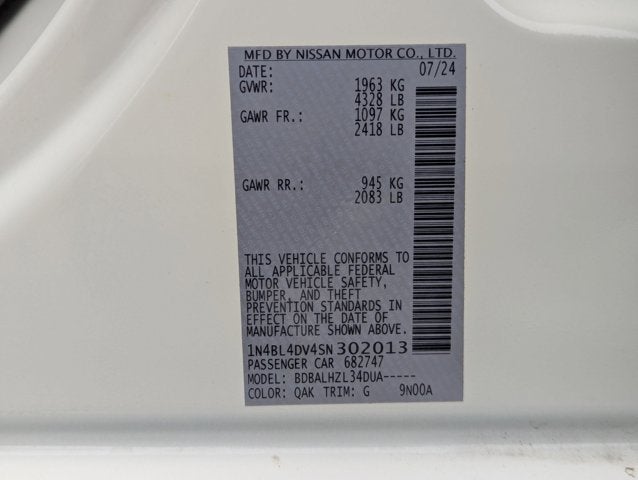 MFD BY NISSAN MOTOR CO., LTD.
DATE: 07/24
GVWR: 1963 KG
4328 LB
GAWR FR.: 1097 KG
2418 LB
GAWR RR.: 945 KG
2083 LB
THIS VEHICLE CONFORMS TO
ALL APPLICABLE FEDERAL
MOTOR VEHICLE SAFETY,
BUMPER, AND THEFT
PREVENTION STANDARDS IN
EFFECT ON THE DATE OF
MANUFACTURE SHOWN ABOVE.
1N4BL4DV4SN302013
PASSENGER CAR 682747
MODEL: BDBALHZL34DUA-----
COLOR: QAK TRIM: G 9N00A